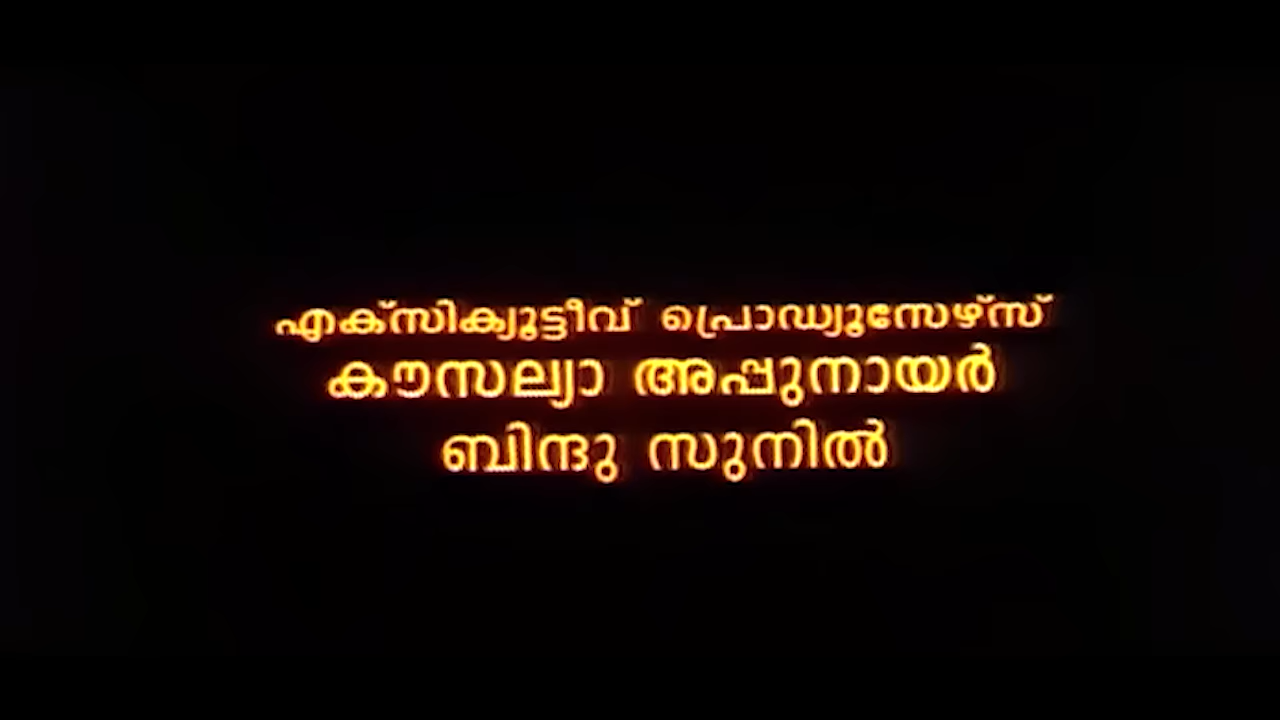 എക്സിക്യൂട്ടീവ് പ്രൊഡ്യൂസേഴ്സ്
കൗസല്യാ അപ്പുനായർ
ബിന്ദു സുനിൽ